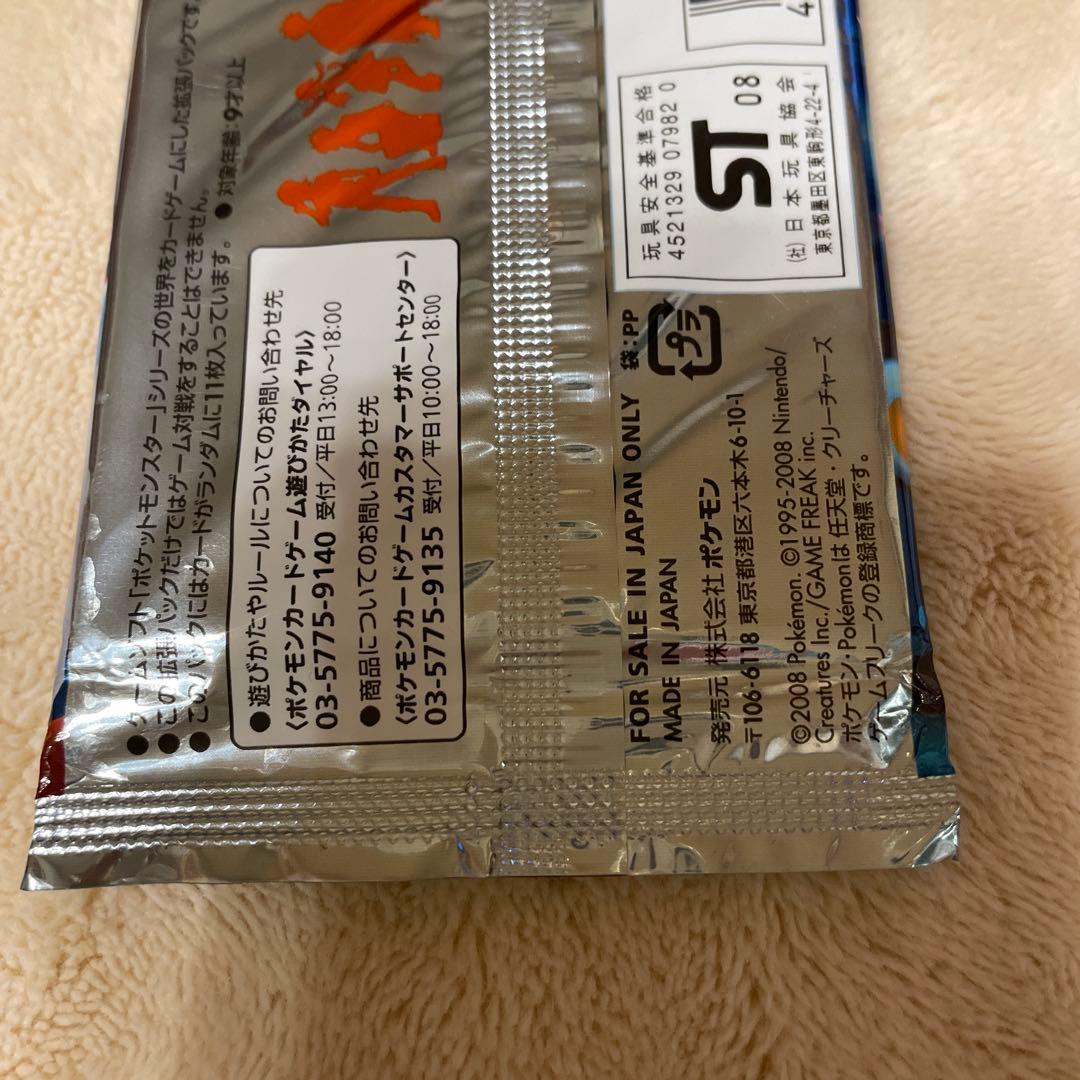 ●ゲームソフト「ポケットモンスター」シリーズの世界をカードゲームにした拡張パックです
●この拡張パックだけではゲーム対戦をすることはできません。
●このパックにはカードがランダムに11枚入っています。 ●対象年齢:9才以上
●遊びかたやルールについてのお問い合わせ先
〈ポケモンカードゲーム遊びかたダイヤル〉
03-5775-9140 受付/平日13:00〜18:00
●商品についてのお問い合わせ先
〈ポケモンカードゲームカスタマーサポートセンター〉
03-5775-9135 受付/平日10:00〜18:00
玩具安全基準合格
4521329 07982 0
ST 08
(社)日本玩具協会
東京都墨田区東駒形4-22-4
袋:PP
プラ
FOR SALE IN JAPAN ONLY
MADE IN JAPAN
発売元 株式会社 ポケモン
〒106-6118 東京都港区六本木6-10-1
©2008 Pokémon. ©1995-2008 Nintendo/
Creatures Inc./GAME FREAK inc.
ポケモン・Pokémonは 任天堂・クリーチャーズ
ゲームフリークの登録商標です。